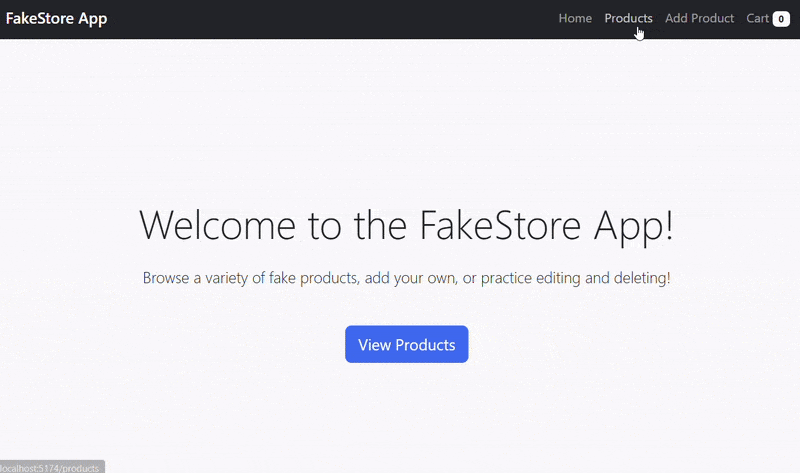 FakeStore App
Home Products Add Product Cart 0
Welcome to the FakeStore App!
Browse a variety of fake products, add your own, or practice editing and deleting!
View Products
localhost:5174/products